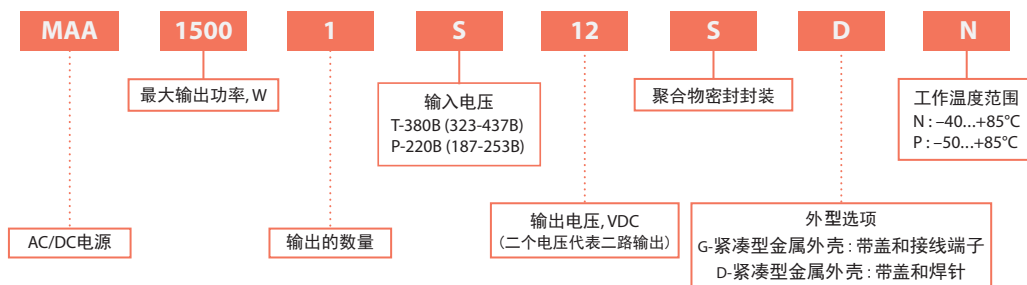 MAA 1500 1 S 12 S D N
最大输出功率, W
输入电压
T-380B (323-437B)
P-220B (187-253B)
聚合物密封封装
工作温度范围
N : –40...+85°C
P : –50...+85°C
AC/DC电源
输出的数量
输出电压, VDC
（二个电压代表二路输出）
外型选项
G-紧凑型金属外壳 : 带盖和接线端子
D-紧凑型金属外壳 : 带盖和焊针